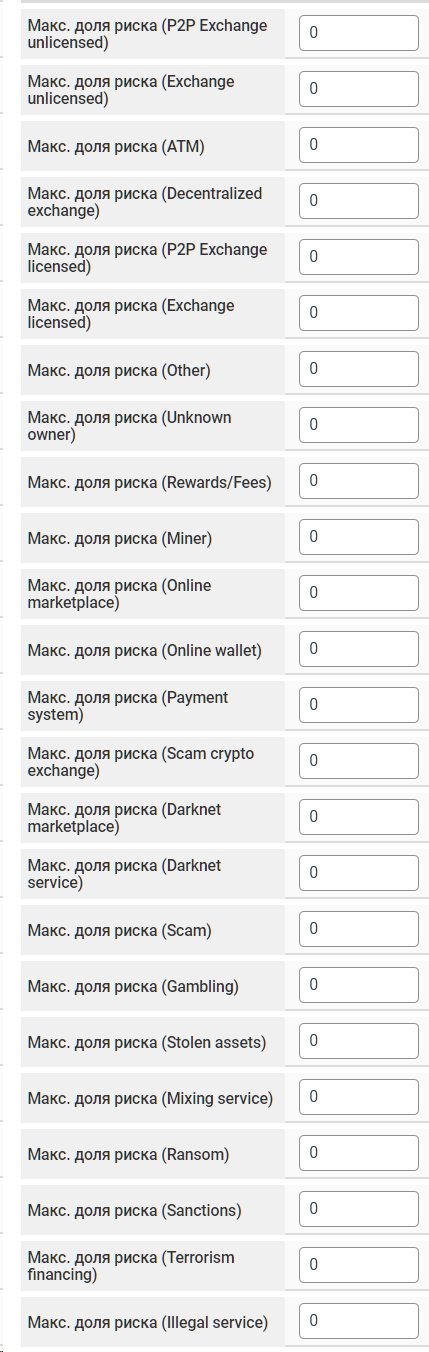 Макс. доля риска (P2P Exchange
unlicensed)
0
Макс. доля риска (Exchange
unlicensed)
0
Макс. доля риска (ATM)
0
Макс. доля риска (Decentralized
exchange)
0
Макс. доля риска (P2P Exchange
licensed)
0
Макс. доля риска (Exchange
licensed)
0
Макс. доля риска (Other)
0
Макс. доля риска (Unknown
owner)
0
Макс. доля риска (Rewards/Fees)
0
Макс. доля риска (Miner)
0
Макс. доля риска (Online
marketplace)
0
Макс. доля риска (Online wallet)
0
Макс. доля риска (Payment
system)
0
Макс. доля риска (Scam crypto
exchange)
0
Макс. доля риска (Darknet
marketplace)
0
Макс. доля риска (Darknet
service)
0
Макс. доля риска (Scam)
0
Макс. доля риска (Gambling)
0
Макс. доля риска (Stolen assets)
0
Макс. доля риска (Mixing service)
0
Макс. доля риска (Ransom)
0
Макс. доля риска (Sanctions)
0
Макс. доля риска (Terrorism
financing)
0
Макс. доля риска (Illegal service)
0